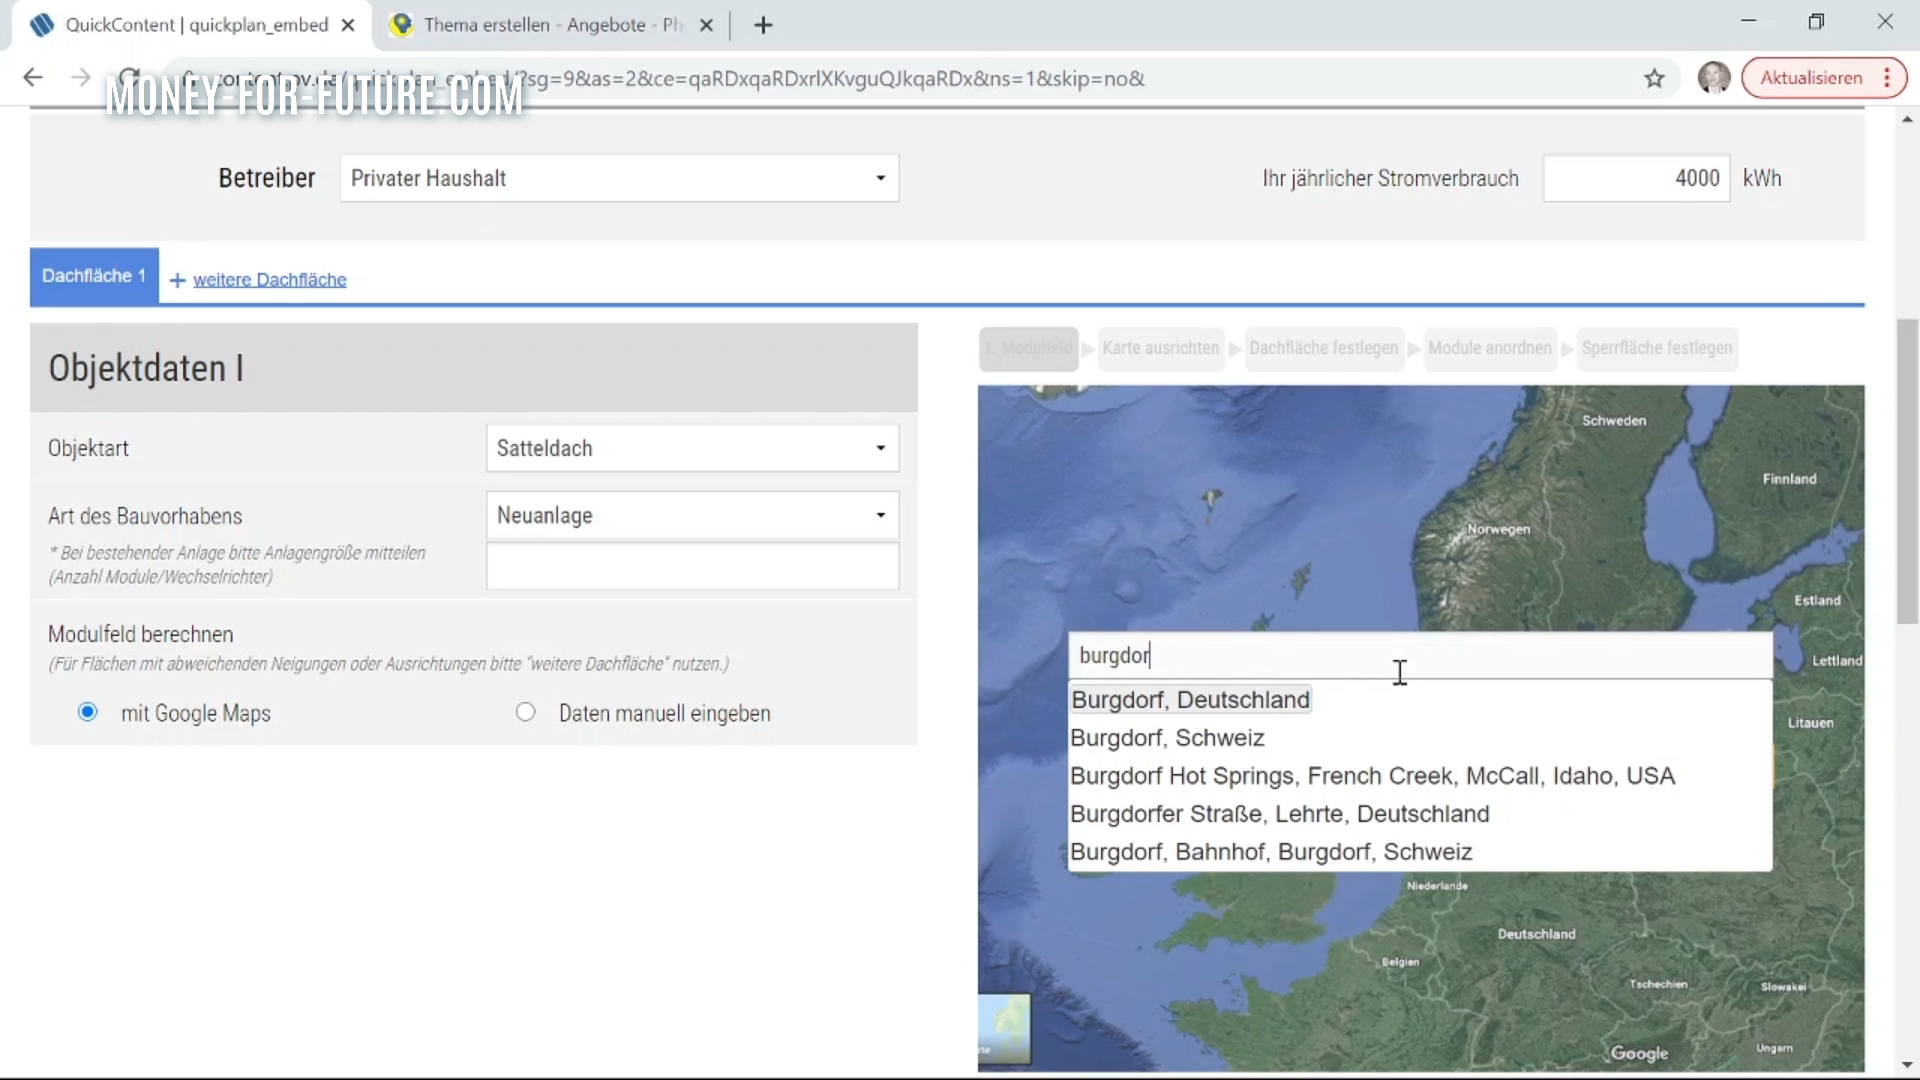 QuickContent | quickplan_embed
Thema erstellen - Angebote - Ph
?sg=9&as=2&ce=qaRDxqaRDxrlXKvguQJkqaRDx&ns=1&skip=no&
Aktualisieren
MONEY-FOR-FUTURE.COM
Betreiber
Privater Haushalt
Ihr jährlicher Stromverbrauch
4000
kWh
Dachfläche 1
+ weitere Dachfläche
Objektdaten I
1. Modulfeld
Karte ausrichten
Dachfläche festlegen
Module anordnen
Sperrfläche festlegen
Objektart
Satteldach
Art des Bauvorhabens
Neuanlage
* Bei bestehender Anlage bitte Anlagengröße mitteilen
(Anzahl Module/Wechselrichter)
Modulfeld berechnen
(Für Flächen mit abweichenden Neigungen oder Ausrichtungen bitte "weitere Dachfläche" nutzen.)
mit Google Maps
Daten manuell eingeben
Schweden
Finnland
Norwegen
Estland
Lettland
Litauen
burgdor
Burgdorf, Deutschland
Burgdorf, Schweiz
Burgdorf Hot Springs, French Creek, McCall, Idaho, USA
Burgdorfer Straße, Lehrte, Deutschland
Burgdorf, Bahnhof, Burgdorf, Schweiz
Niederlande
Deutschland
Belgien
Tschechien
Slowakei
Ungarn
Google